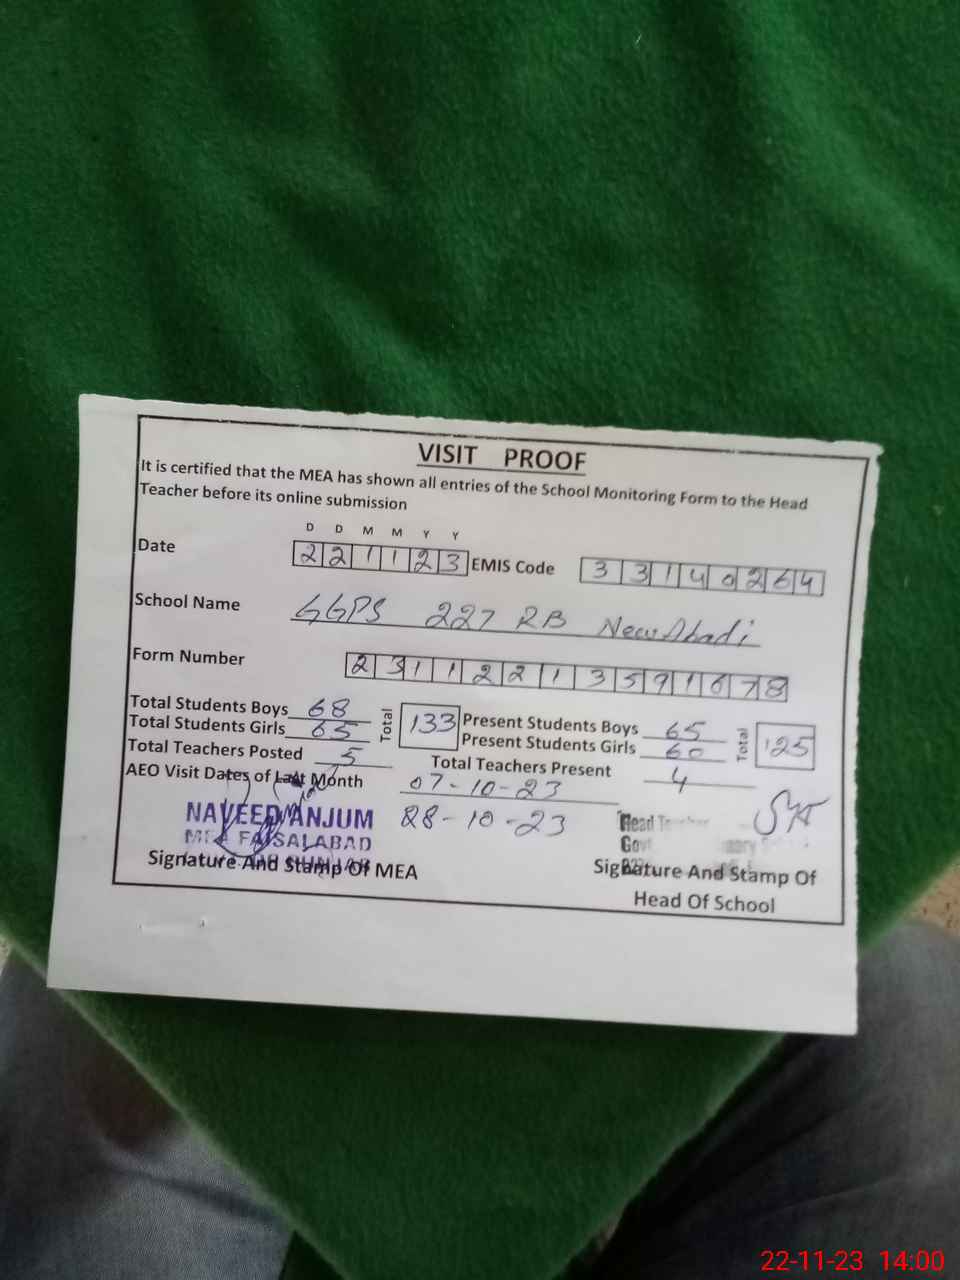 VISIT PROOF
It is certified that the MEA has shown all entries of the School Monitoring Form to the Head
Teacher before its online submission
D D M M Y Y
Date 221123 EMIS Code 33140264
School Name GGPS 227 RB New Abadi
Form Number 23112213591678
Total Students Boys 68 Total 133 Present Students Boys 65 Total 125
Total Students Girls 65 Present Students Girls 60
Total Teachers Posted 5 Total Teachers Present 4
AEO Visit Dates of Last Month 07-10-23
28-10-23
NAVEED ANJUM
MEA FAISALABAD
Head Teacher
Govt
Signature And Stamp Of MEA
Signature And Stamp Of
Head Of School
22-11-23 14:00